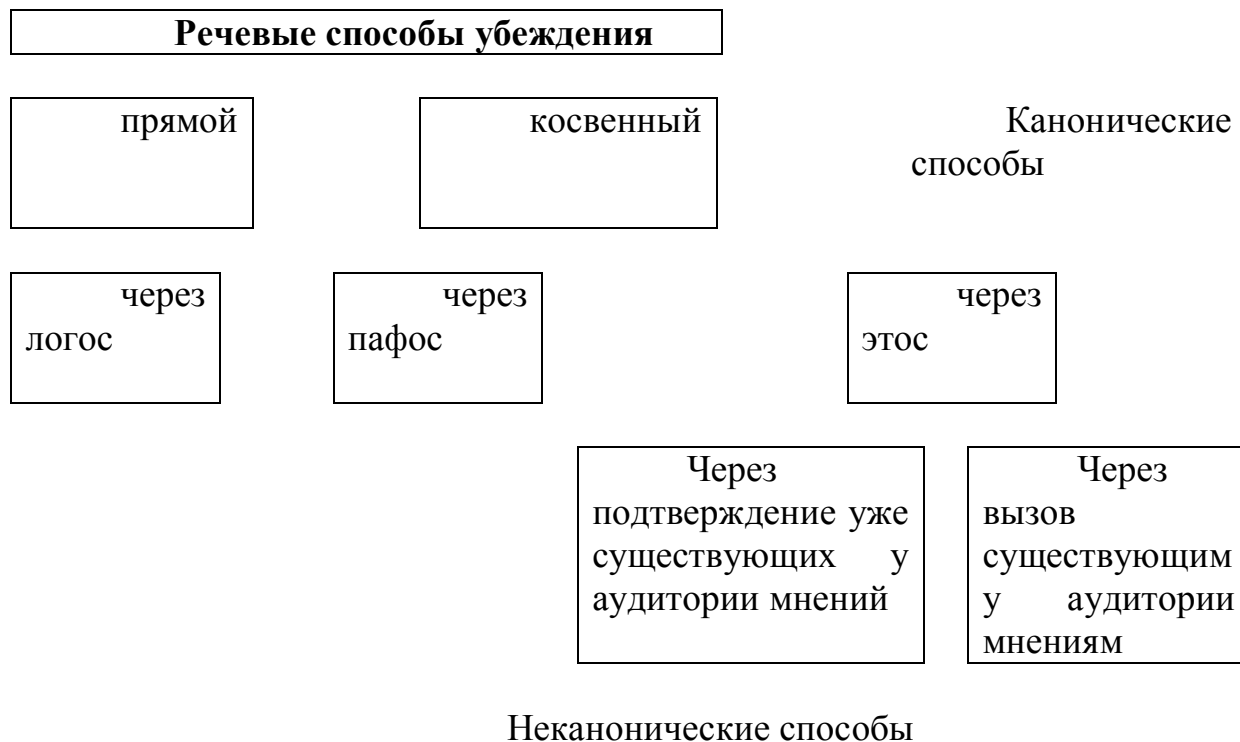 Речевые способы убеждения
прямой
косвенный
Канонические
способы
через
логос
через
пафос
через
этос
Через
подтверждение уже
существующих у
аудитории мнений
Через
вызов
существующим
у аудитории
мнениям
Неканонические способы